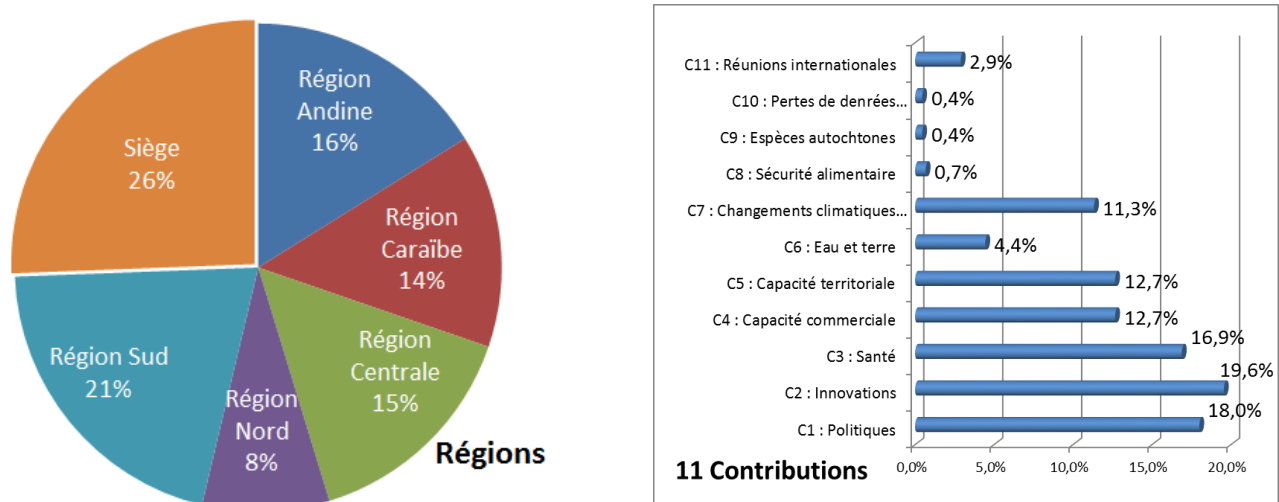 Région
Andine
16%
Région
Caraïbe
14%
Région
Centrale
15%
Région
Nord
8%
Région Sud
21%
Siège
26%
Régions
C11 : Réunions internationales
2,9%
C10 : Pertes de denrées...
0,4%
C9 : Espèces autochtones
0,4%
C8 : Sécurité alimentaire
0,7%
C7 : Changements climatiques...
11,3%
C6 : Eau et terre
4,4%
C5 : Capacité territoriale
12,7%
C4 : Capacité commerciale
12,7%
C3 : Santé
16,9%
C2 : Innovations
19,6%
C1 : Politiques
18,0%
0,0% 5,0% 10,0% 15,0% 20,0%
11 Contributions